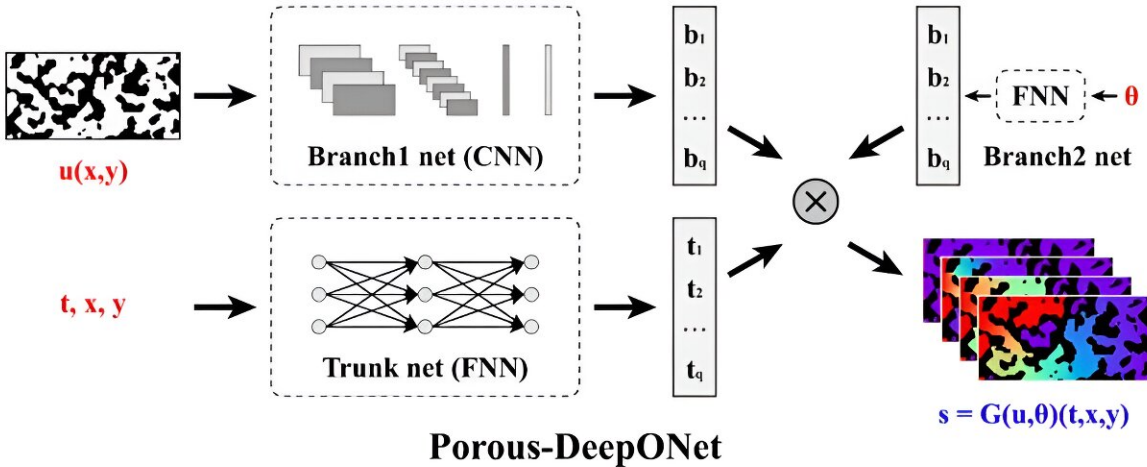 u(x,y)
Branch1 net (CNN)
b₁
b₂
...
b_q
b₁
b₂
...
b_q
FNN
θ
Branch2 net
t, x, y
Trunk net (FNN)
t₁
t₂
...
t_q
s = G(u,θ)(t,x,y)
Porous-DeepONet